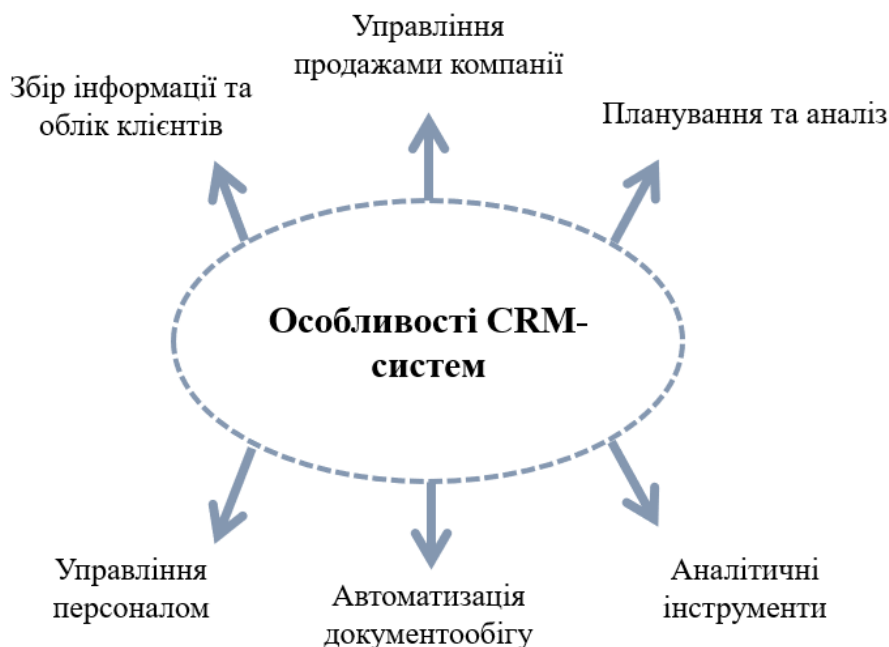 Управління
продажами компанії
Збір інформації та
облік клієнтів
Планування та аналіз
Особливості CRM-
систем
Управління
персоналом
Автоматизація
документообігу
Аналітичні
інструменти